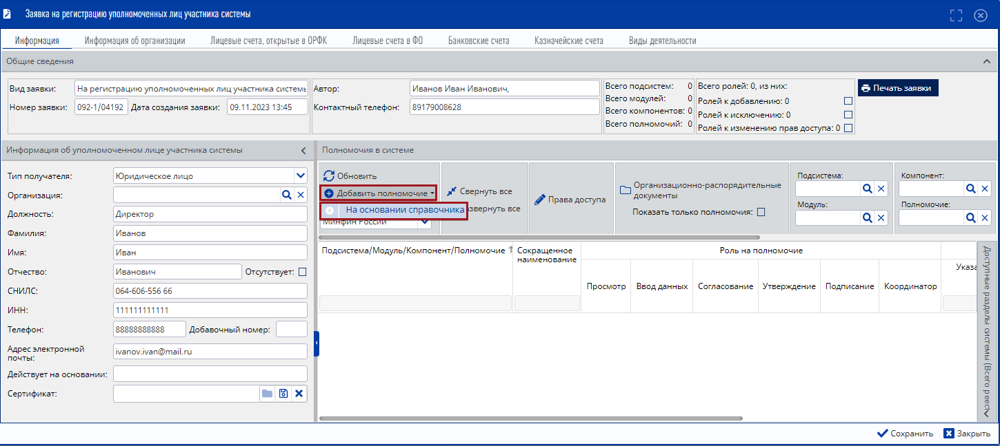 Заявка на регистрацию уполномоченных лиц участника системы
Информация Информация об организации Лицевые счета, открытые в ОРФК Лицевые счета в ФО Банковские счета Казначейские счета Виды деятельности
Общие сведения
Вид заявки: На регистрацию уполномоченных лиц участника системы
Номер заявки: 092-1/04192 Дата создания заявки: 09.11.2023 13:45
Автор: Иванов Иван Иванович,
Контактный телефон: 89179008628
Всего подсистем: 0
Всего модулей: 0
Всего компонентов: 0
Всего полномочий: 0
Всего ролей: 0, из них:
Ролей к добавлению: 0
Ролей к исключению: 0
Ролей к изменению прав доступа: 0
Печать заявки
Информация об уполномоченном лице участника системы
Тип получателя: Юридическое лицо
Организация:
Должность: Директор
Фамилия: Иванов
Имя: Иван
Отчество: Иванович Отсутствует:
СНИЛС: 064-606-556 66
ИНН: 111111111111
Телефон: 88888888888 Добавочный номер:
Адрес электронной
почты: ivanov.ivan@mail.ru
Действует на основании:
Сертификат:
Полномочия в системе
Обновить
Добавить полномочие
На основании справочника
Минфин России
Свернуть все
азвернуть все
Права доступа
Организационно-распорядительные
документы
Показать только полномочия:
Подсистема:
Модуль:
Компонент:
Полномочие:
Подсистема/Модуль/Компонент/Полномочие
Сокращенное
наименование
Роль на полномочие
Просмотр Ввод данных Согласование Утверждение Подписание Координатор
Указа
Доступные разделы системы (Всего реест
Сохранить Закрыть